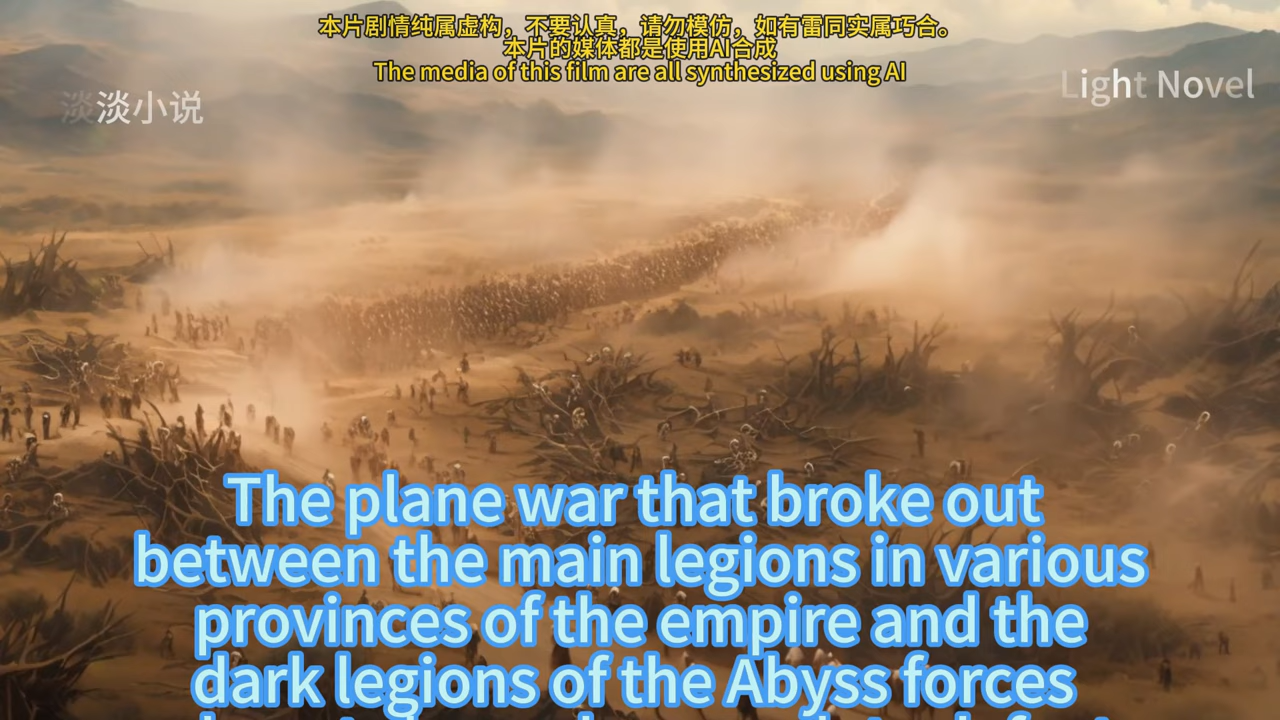 本片剧情纯属虚构，不要认真，请勿模仿，如有雷同实属巧合。
本片的媒体都是使用AI合成
The media of this film are all synthesized using AI
Light Novel
淡淡小说
The plane war that broke out
between the main legions in various
provinces of the empire and the
dark legions of the Abyss forces